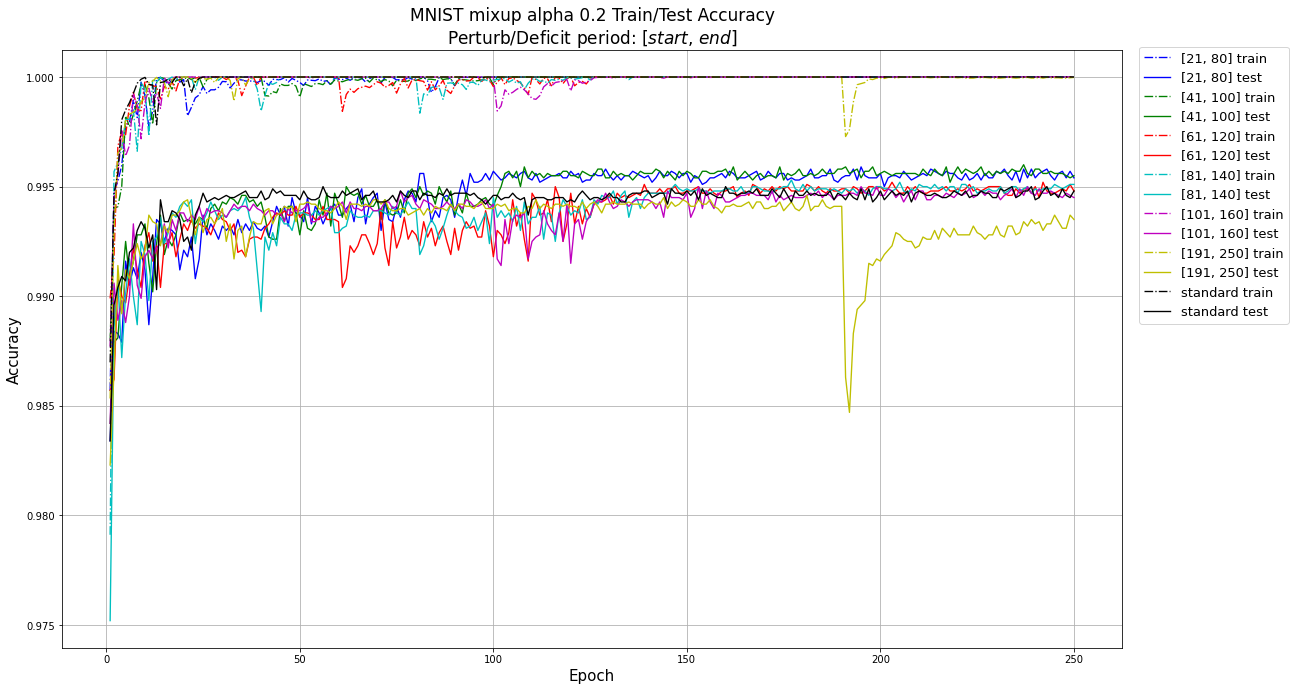 MNIST mixup alpha 0.2 Train/Test Accuracy
Perturb/Deficit period: [start, end]
Accuracy
1.000
0.995
0.990
0.985
0.980
0.975
0
50
100
150
200
250
Epoch
[21, 80] train
[21, 80] test
[41, 100] train
[41, 100] test
[61, 120] train
[61, 120] test
[81, 140] train
[81, 140] test
[101, 160] train
[101, 160] test
[191, 250] train
[191, 250] test
standard train
standard test